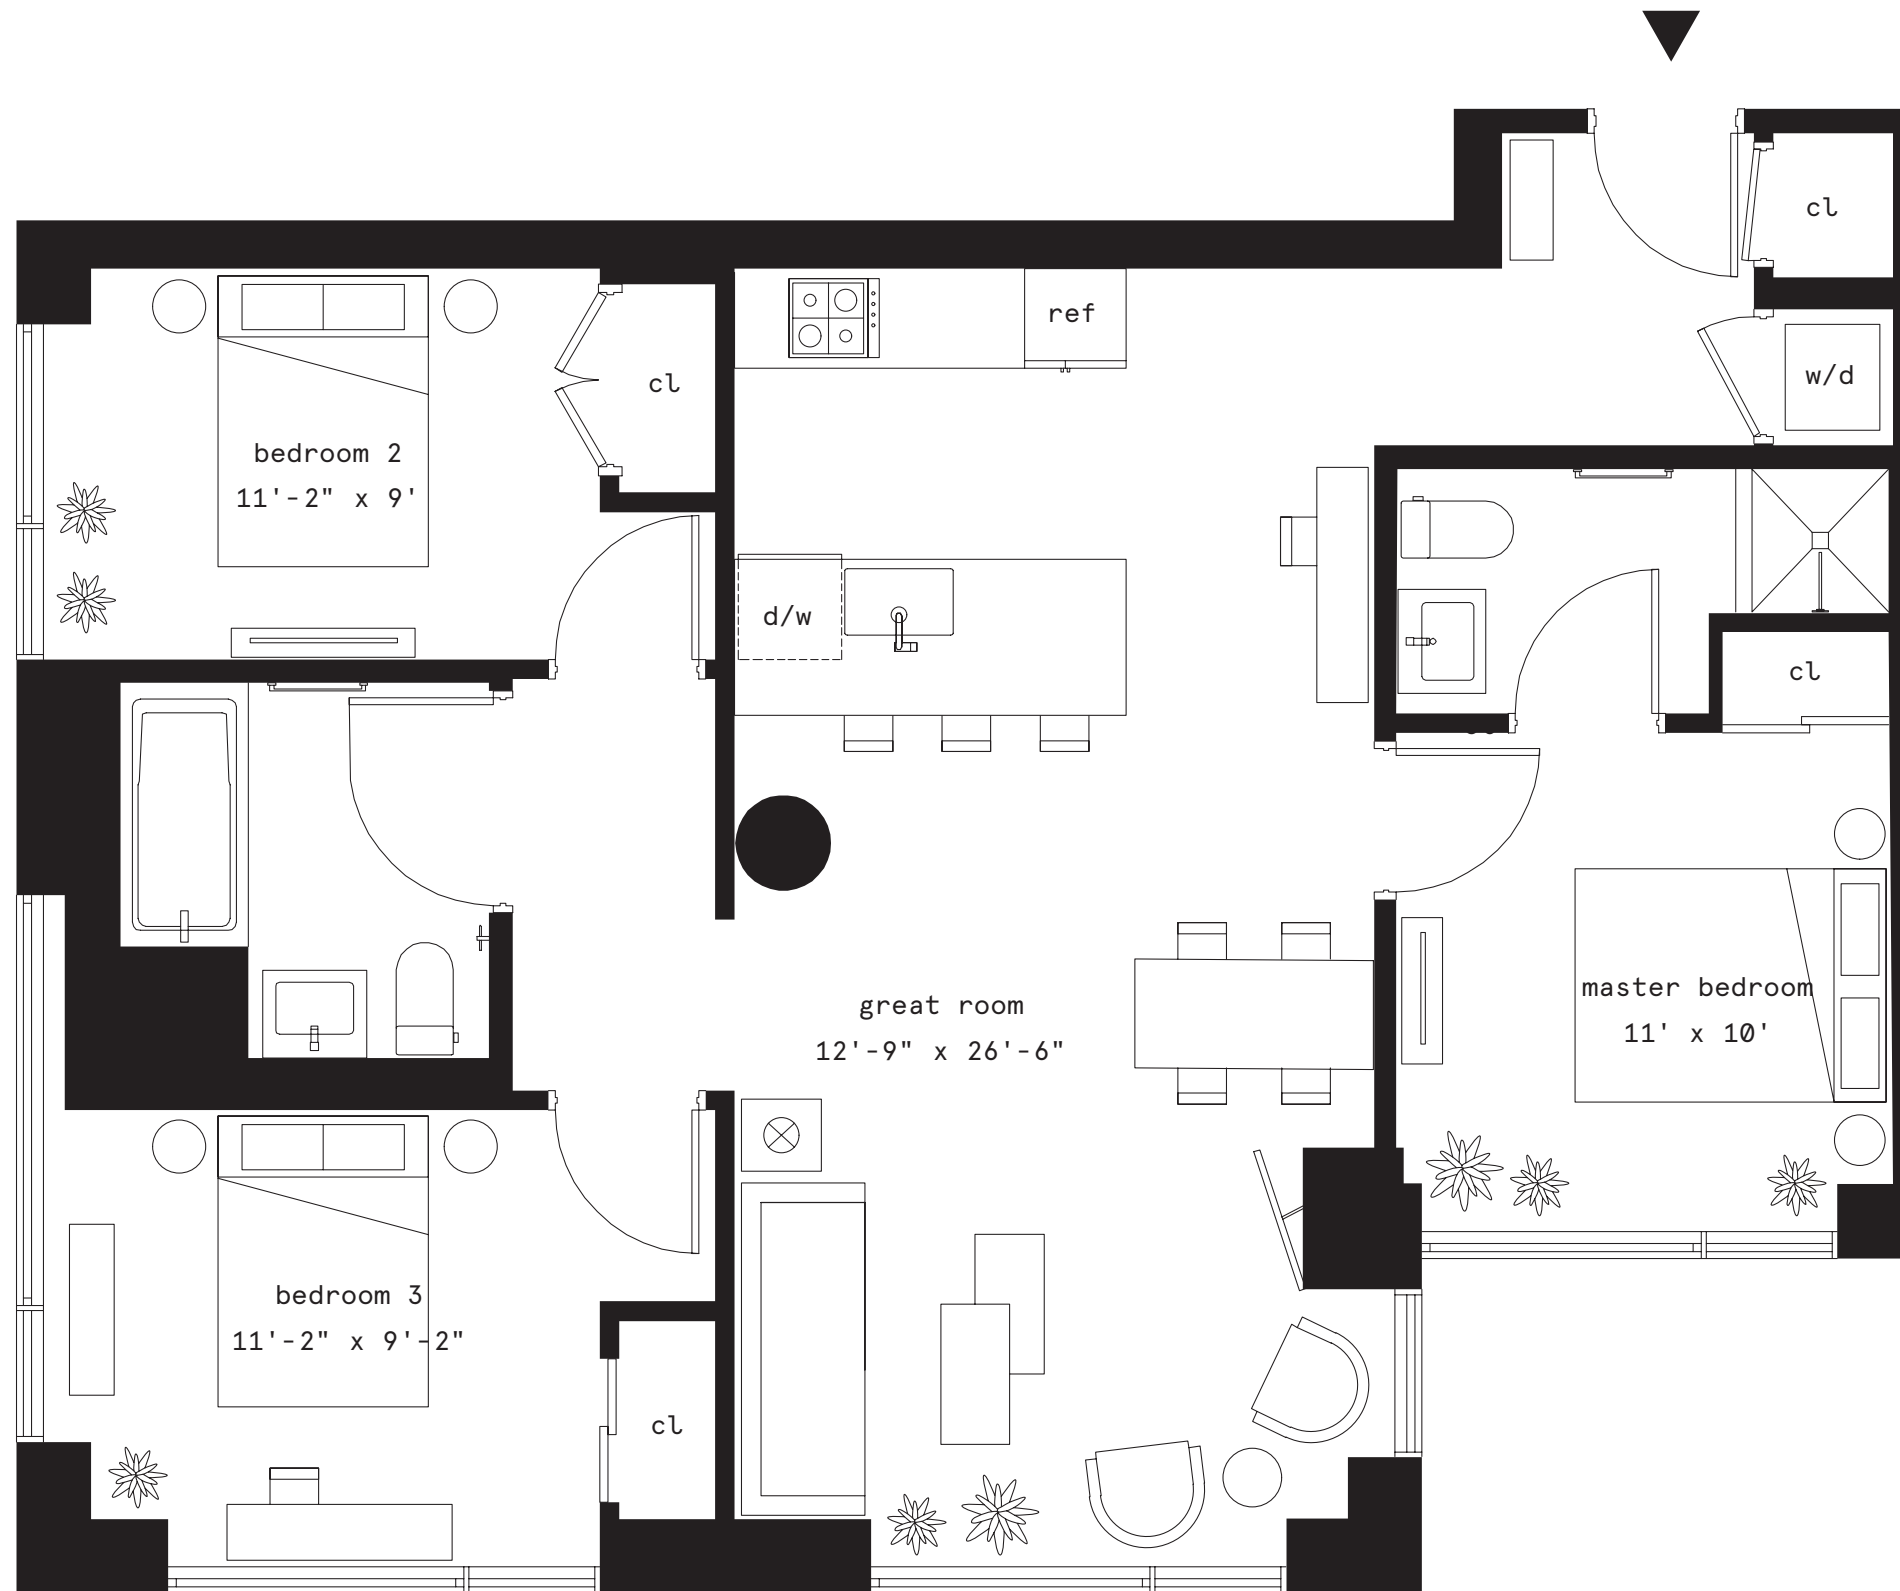 cl
ref
w/d
cl
bedroom 2
11'-2" x 9'
d/w
cl
great room
12'-9" x 26'-6"
master bedroom
11' x 10'
bedroom 3
11'-2" x 9'-2"
cl